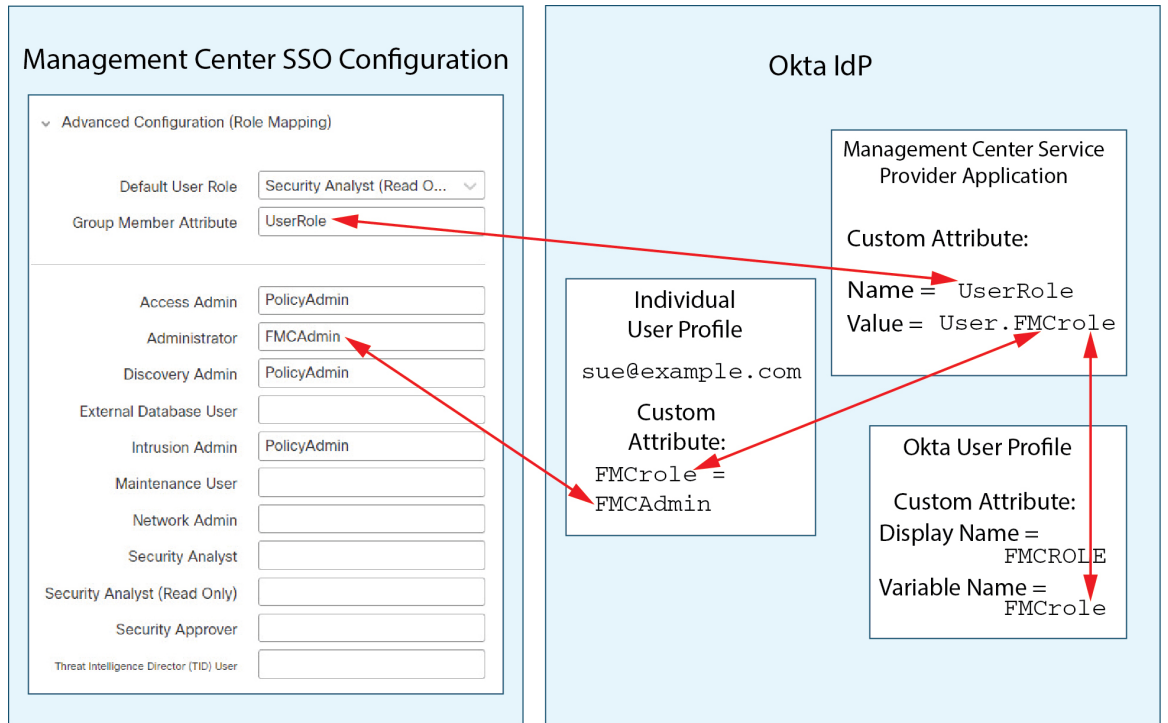 Management Center SSO Configuration
Advanced Configuration (Role Mapping)
Default User Role Security Analyst (Read O...
Group Member Attribute UserRole
Access Admin PolicyAdmin
Administrator FMCAdmin
Discovery Admin PolicyAdmin
External Database User
Intrusion Admin PolicyAdmin
Maintenance User
Network Admin
Security Analyst
Security Analyst (Read Only)
Security Approver
Threat Intelligence Director (TID) User
Okta IdP
Management Center Service
Provider Application
Custom Attribute:
Name = UserRole
Value = User.FMCrole
Individual
User Profile
sue@example.com
Custom
Attribute:
FMCrole =
FMCAdmin
Okta User Profile
Custom Attribute:
Display Name =
FMCROLE
Variable Name =
FMCrole